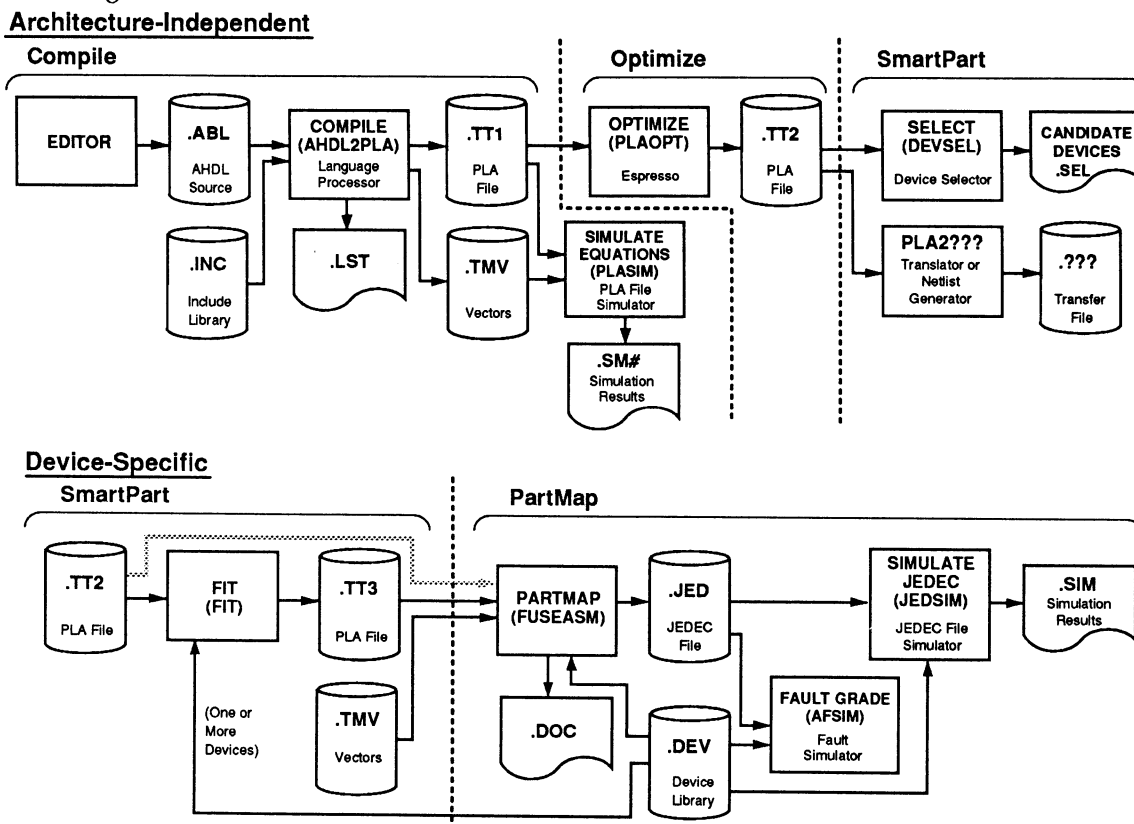 Architecture-Independent
Compile
Optimize
SmartPart
EDITOR
.ABL
AHDL
Source
COMPILE
(AHDL2PLA)
Language
Processor
.TT1
PLA
File
OPTIMIZE
(PLAOPT)
Espresso
.TT2
PLA
File
SELECT
(DEVSEL)
Device Selector
CANDIDATE
DEVICES
.SEL
.INC
Include
Library
.LST
.TMV
Vectors
SIMULATE
EQUATIONS
(PLASIM)
PLA File
Simulator
PLA2???
Translator or
Netlist
Generator
.???
Transfer
File
.SM#
Simulation
Results
Device-Specific
SmartPart
PartMap
.TT2
PLA File
FIT
(FIT)
.TT3
PLA File
PARTMAP
(FUSEASM)
.JED
JEDEC
File
SIMULATE
JEDEC
(JEDSIM)
JEDEC File
Simulator
.SIM
Simulation
Results
(One or
More
Devices)
.TMV
Vectors
.DOC
.DEV
Device
Library
FAULT GRADE
(AFSIM)
Fault
Simulator